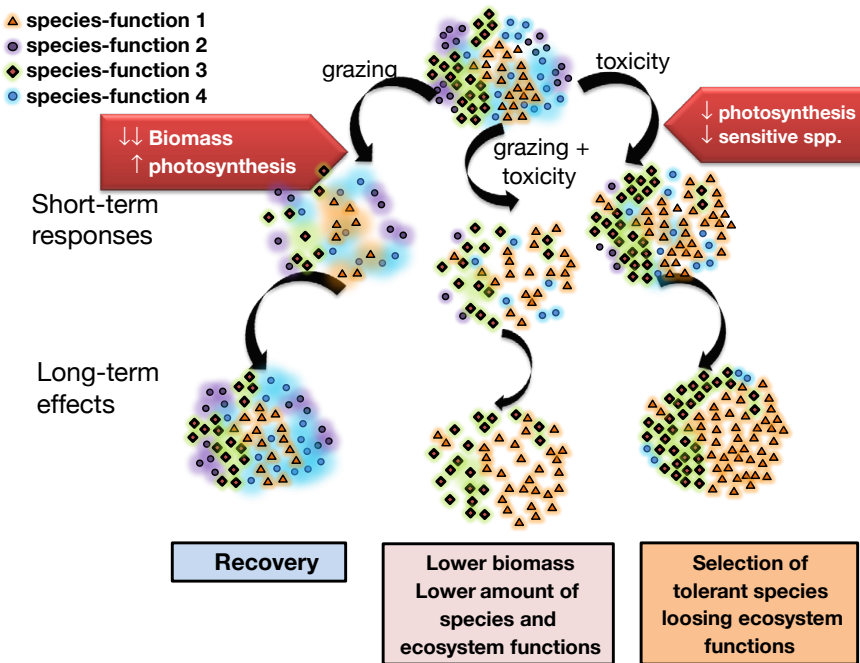 species-function 1
species-function 2
species-function 3
species-function 4
grazing
toxicity
↓↓ Biomass
↑ photosynthesis
↓ photosynthesis
↓ sensitive spp.
grazing +
toxicity
Short-term
responses
Long-term
effects
Recovery
Lower biomass
Lower amount of
species and
ecosystem functions
Selection of
tolerant species
loosing ecosystem
functions